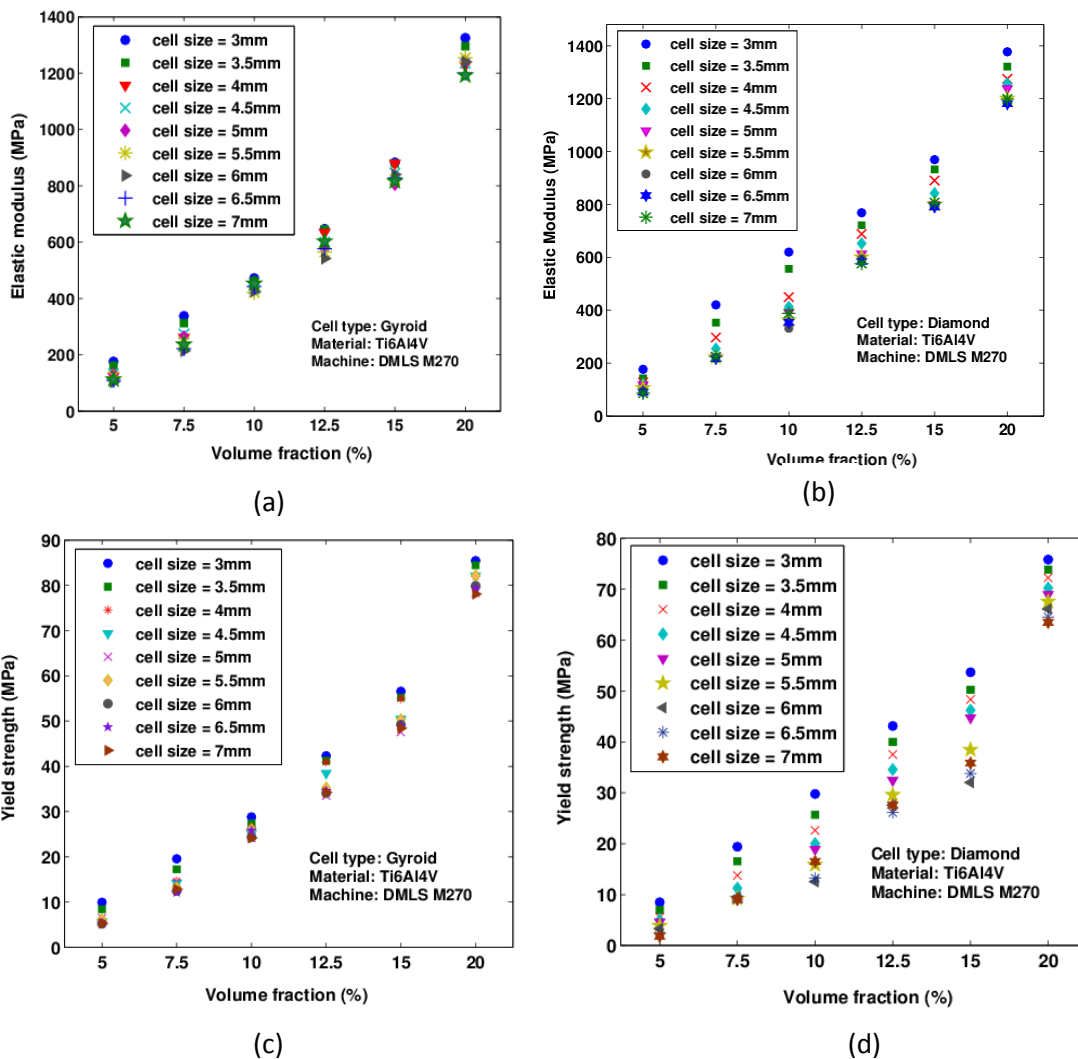 1400
1200
1000
800
600
400
200
0
Elastic modulus (MPa)
cell size = 3mm
cell size = 3.5mm
cell size = 4mm
cell size = 4.5mm
cell size = 5mm
cell size = 5.5mm
cell size = 6mm
cell size = 6.5mm
cell size = 7mm
Cell type: Gyroid
Material: Ti6Al4V
Machine: DMLS M270
5 7.5 10 12.5 15 20
Volume fraction (%)
(a)
1400
1200
1000
800
600
400
200
0
Elastic Modulus (MPa)
cell size = 3mm
cell size = 3.5mm
cell size = 4mm
cell size = 4.5mm
cell size = 5mm
cell size = 5.5mm
cell size = 6mm
cell size = 6.5mm
cell size = 7mm
Cell type: Diamond
Material: Ti6Al4V
Machine: DMLS M270
5 7.5 10 12.5 15 20
Volume fraction (%)
(b)
90
80
70
60
50
40
30
20
10
0
Yield strength (MPa)
cell size = 3mm
cell size = 3.5mm
cell size = 4mm
cell size = 4.5mm
cell size = 5mm
cell size = 5.5mm
cell size = 6mm
cell size = 6.5mm
cell size = 7mm
Cell type: Gyroid
Material: Ti6Al4V
Machine: DMLS M270
5 7.5 10 12.5 15 20
Volume fraction (%)
(c)
80
70
60
50
40
30
20
10
0
Yield strength (MPa)
cell size = 3mm
cell size = 3.5mm
cell size = 4mm
cell size = 4.5mm
cell size = 5mm
cell size = 5.5mm
cell size = 6mm
cell size = 6.5mm
cell size = 7mm
Cell type: Diamond
Material: Ti6Al4V
Machine: DMLS M270
5 7.5 10 12.5 15 20
Volume fraction (%)
(d)